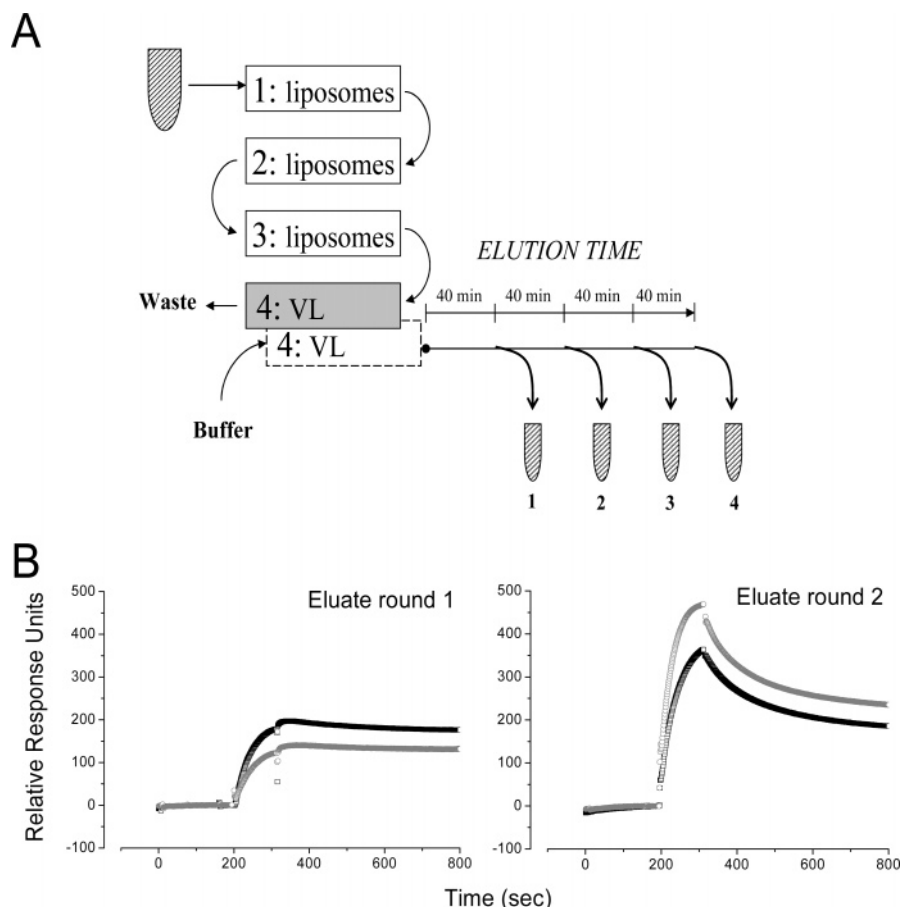 A
1: liposomes
2: liposomes
3: liposomes
ELUTION TIME
40 min 40 min 40 min 40 min
Waste
4: VL
4: VL
Buffer
1 2 3 4
B
Relative Response Units
Eluate round 1
500
400
300
200
100
0
-100
0 200 400 600 800
Eluate round 2
500
400
300
200
100
0
-100
0 200 400 600 800
Time (sec)